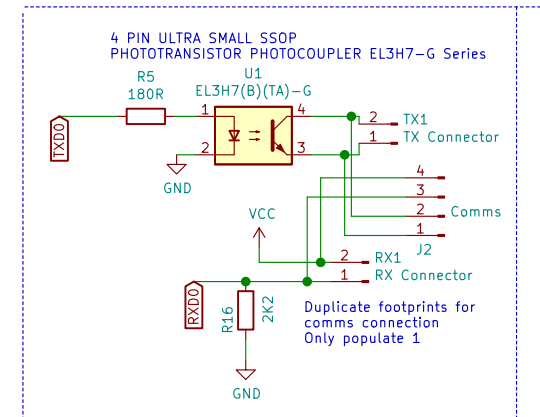 4 PIN ULTRA SMALL SSOP
PHOTOTRANSISTOR PHOTOCOUPLER EL3H7-G Series
R5
180R
U1
EL3H7(B)(TA)-G
1
4
2
3
TXD0
GND
2
TX1
1
TX Connector
4
3
2
Comms
1
J2
VCC
2
RX1
1
RX Connector
RXD0
R16
2K2
GND
Duplicate footprints for
comms connection
Only populate 1